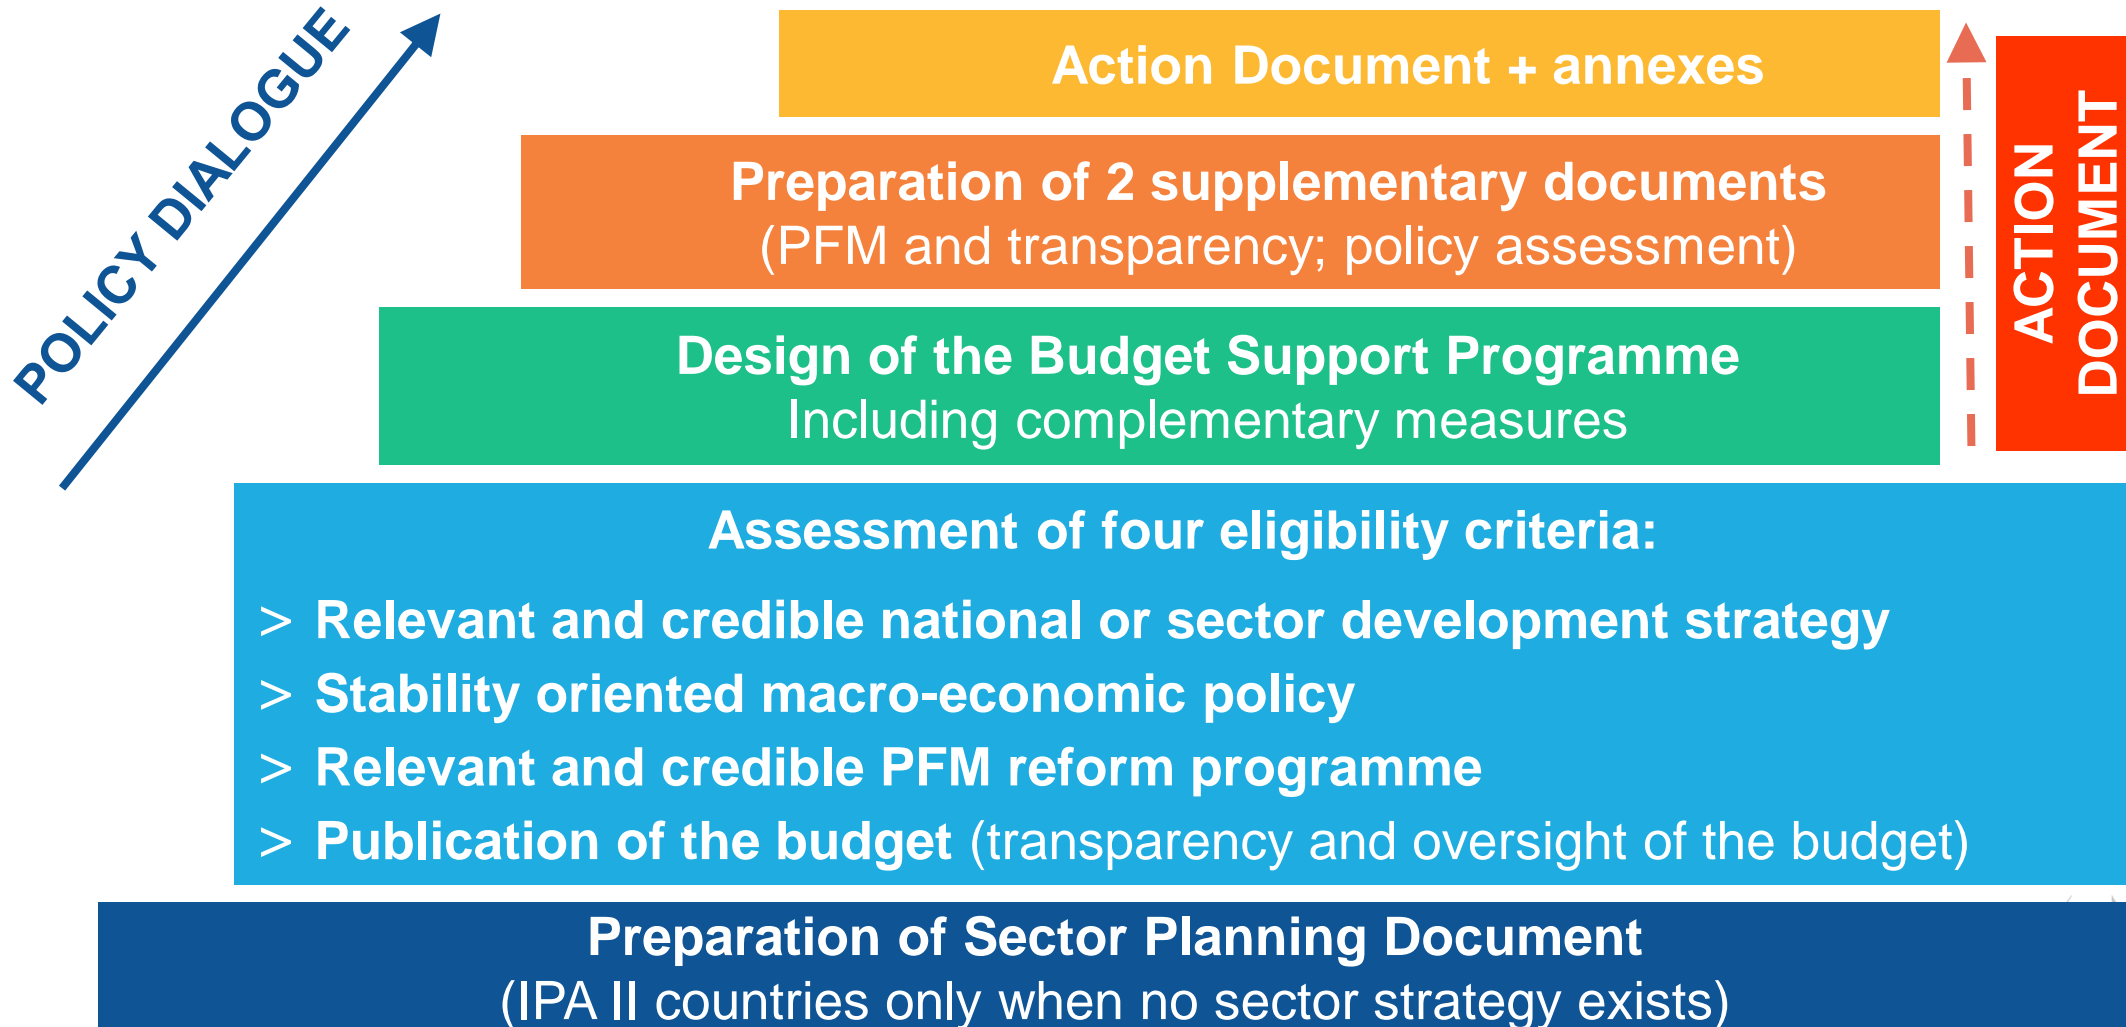 POLICY DIALOGUE
Action Document + annexes
Preparation of 2 supplementary documents
(PFM and transparency; policy assessment)
Design of the Budget Support Programme
Including complementary measures
ACTION
DOCUMENT
Assessment of four eligibility criteria:
> Relevant and credible national or sector development strategy
> Stability oriented macro-economic policy
> Relevant and credible PFM reform programme
> Publication of the budget (transparency and oversight of the budget)
Preparation of Sector Planning Document
(IPA II countries only when no sector strategy exists)